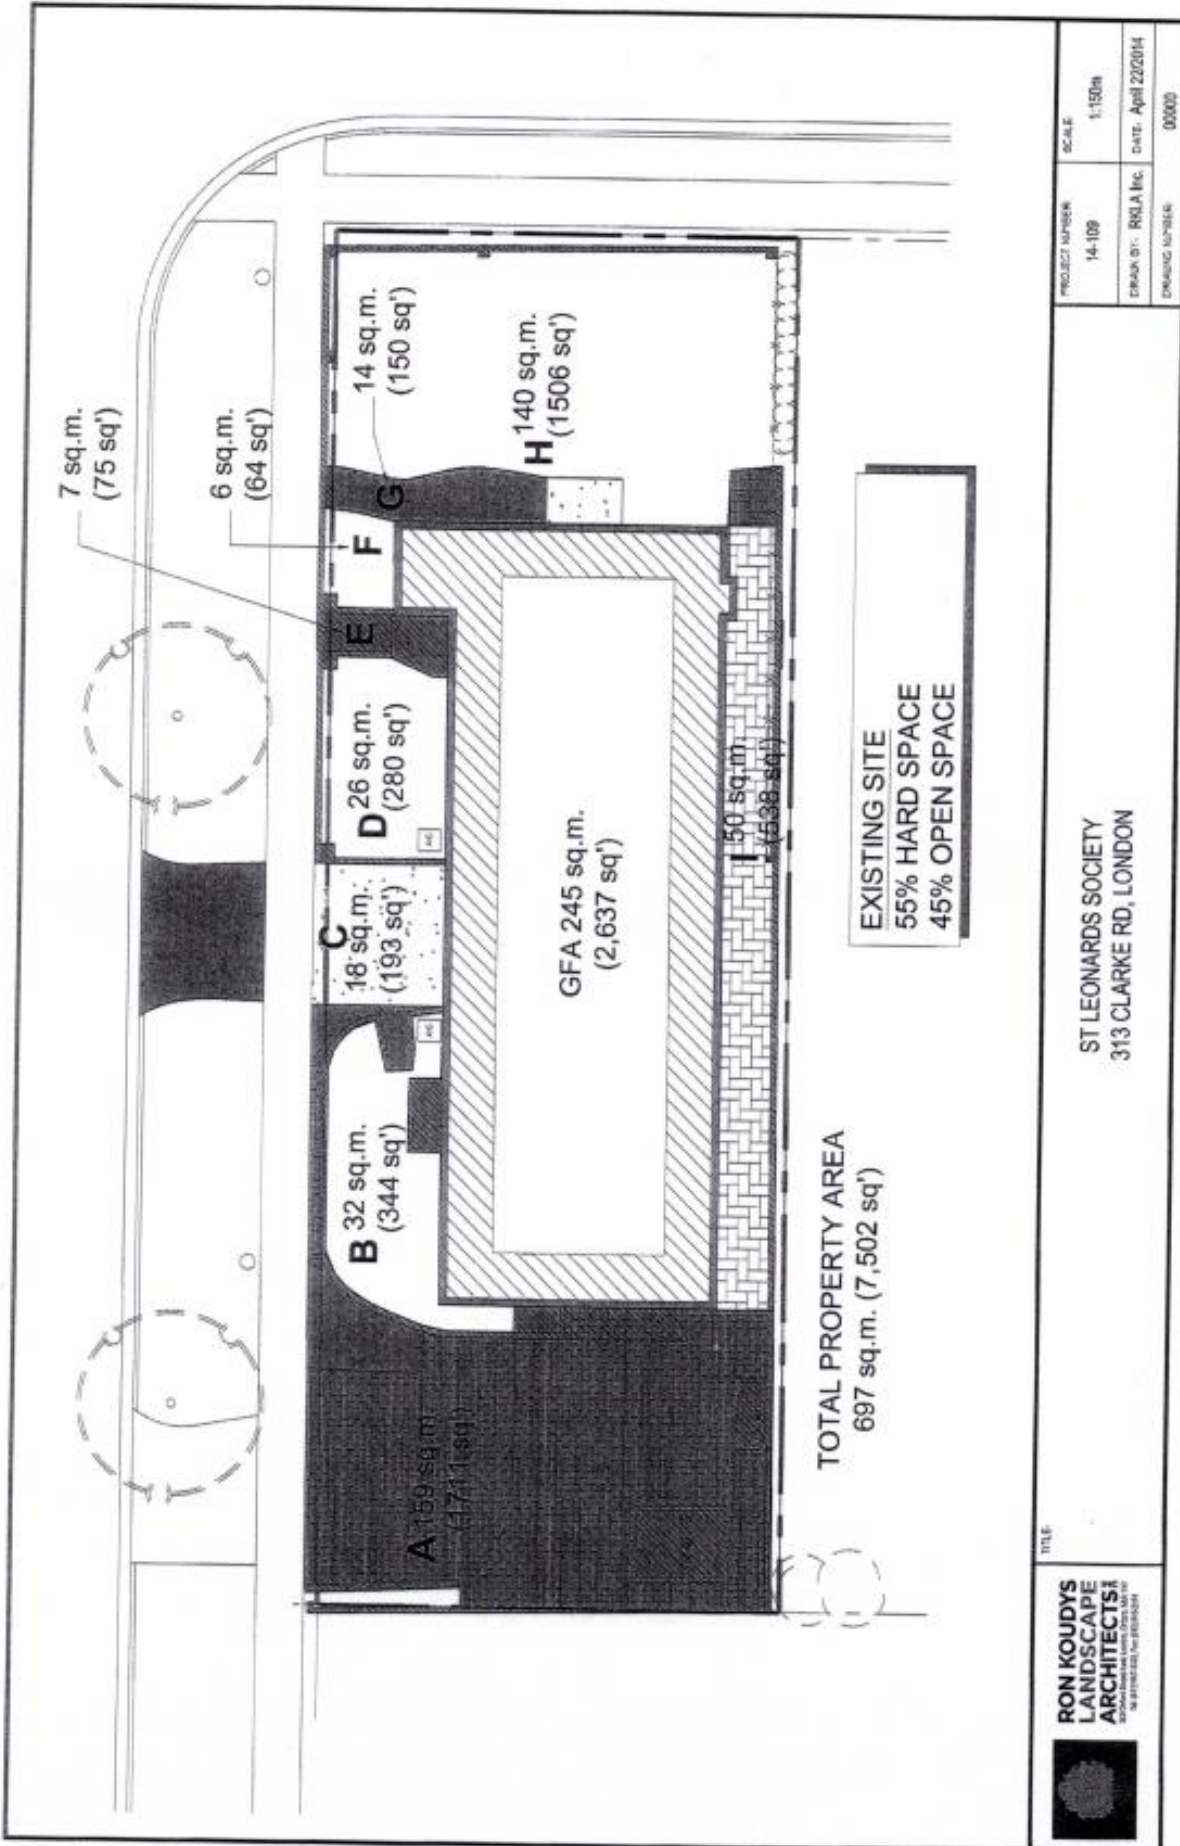 7 sq.m.
(75 sq')
6 sq.m.
(64 sq')
14 sq.m.
(150 sq')
G
F
E
H 140 sq.m.
(1506 sq')
D 26 sq.m.
(280 sq')
C
18 sq.m.
(193 sq')
B 32 sq.m.
(344 sq')
A 159 sq.m
(1711 sq')
GFA 245 sq.m.
(2,637 sq')
I 50 sq.m.
(538 sq')
TOTAL PROPERTY AREA
697 sq.m. (7,502 sq')
EXISTING SITE
55% HARD SPACE
45% OPEN SPACE
RON KOUDYS
LANDSCAPE
ARCHITECTS
TITLE:
ST LEONARDS SOCIETY
313 CLARKE RD, LONDON
PROJECT NUMBER:
14-109
SCALE:
1:150m
DRAWN BY: RKLA Inc.
DATE: April 22/2014
DRAWING NUMBER:
00000